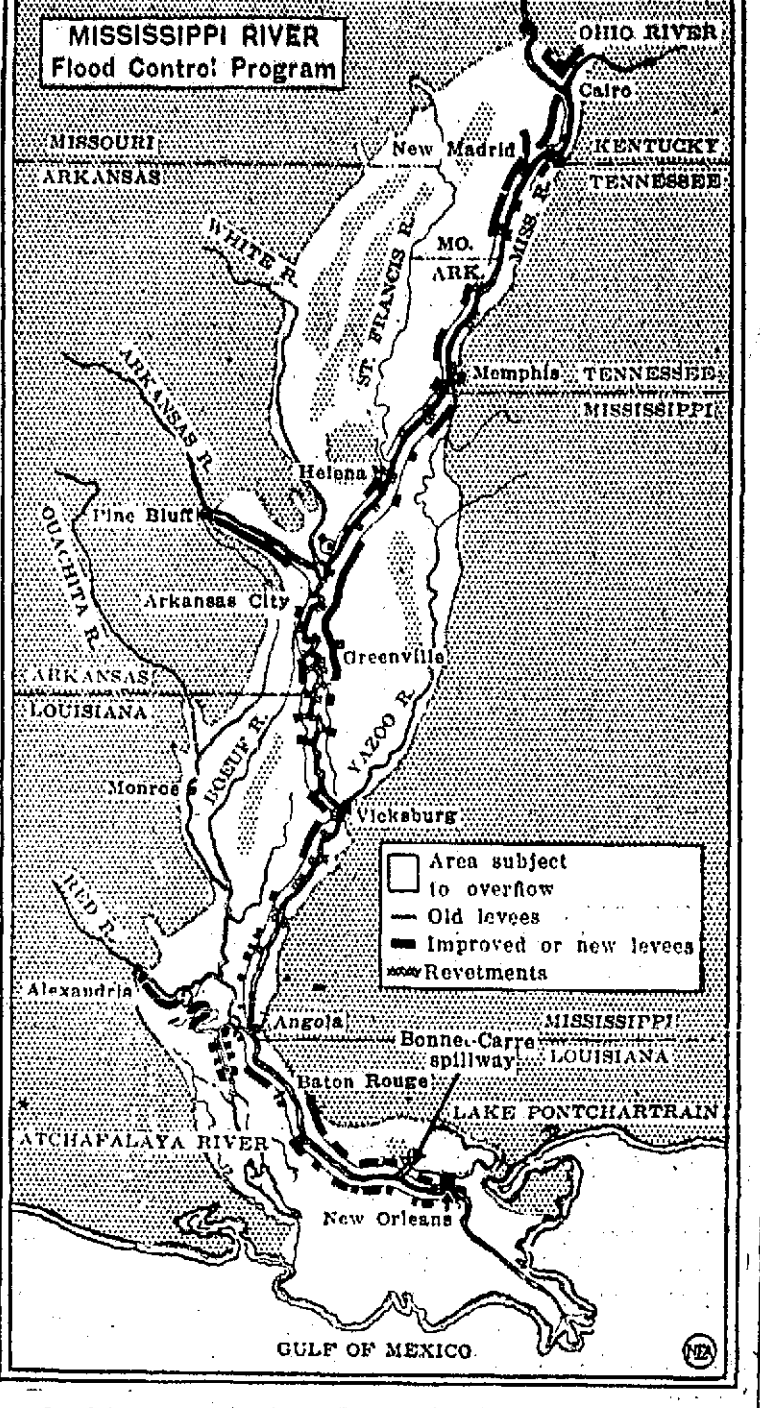 MISSISSIPPI RIVER
Flood Control Program
OHIO RIVER
Cairo
MISSOURI
ARKANSAS
New Madrid
KENTUCKY
TENNESSEE
MISS. R.
WHITE R.
MO.
ARK.
ST. FRANCIS R.
ARKANSAS R.
Memphis
TENNESSEE
MISSISSIPPI
Helena
Pine Bluff
OUACHITA R.
Arkansas City
Greenville
ARKANSAS
LOUISIANA
BOEUF R.
YAZOO R.
Monroe
Vicksburg
Area subject
to overflow
Old levees
Improved or new levees
Revetments
RED R.
Alexandria
Angola
Bonnet-Carre
spillway
MISSISSIPPI
LOUISIANA
Baton Rouge
LAKE PONTCHARTRAIN
ATCHAFALAYA RIVER
New Orleans
GULF OF MEXICO
NEA